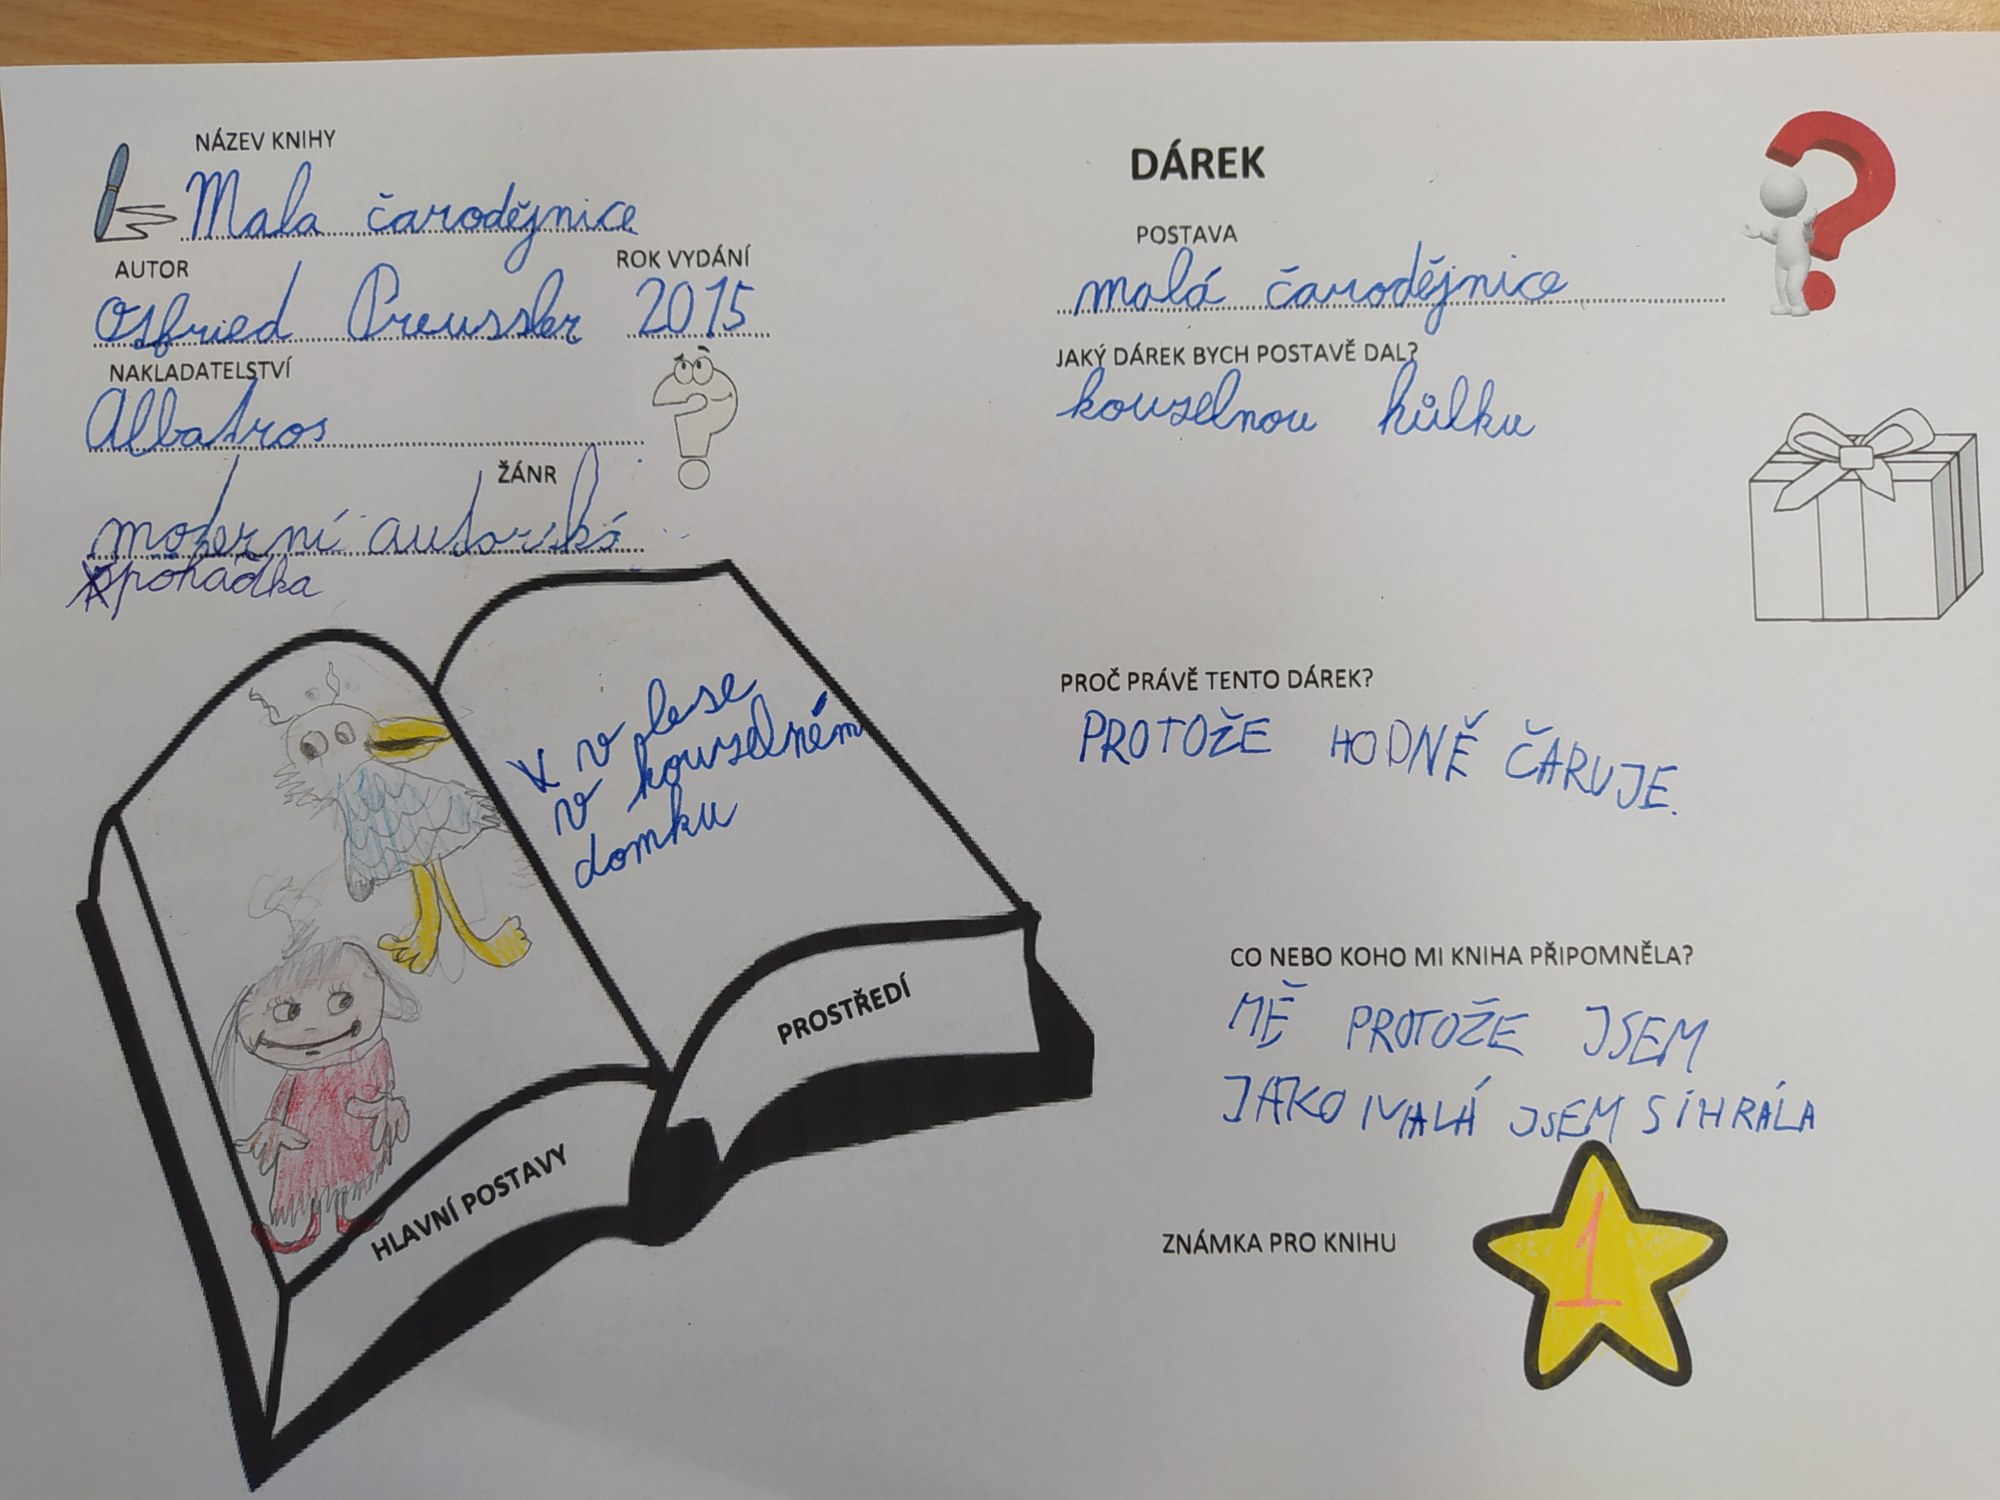 NÁZEV KNIHY
Mala čarodějnice
AUTOR
ROK VYDÁNÍ
Osfried Preussler 2015
NAKLADATELSTVÍ
Albatros
ŽÁNR
moderní autorská
pohádka
v lese
v kouzelném
domku
HLAVNÍ POSTAVY
PROSTŘEDÍ
DÁREK
POSTAVA
malá čarodějnice
JAKÝ DÁREK BYCH POSTAVĚ DAL?
kouzelnou hůlku
PROČ PRÁVĚ TENTO DÁREK?
PROTOŽE HODNĚ ČARUJE.
CO NEBO KOHO MI KNIHA PŘIPOMNĚLA?
MĚ PROTOŽE JSEM
JAKO MALÁ JSEM SI HRÁLA
ZNÁMKA PRO KNIHU
1